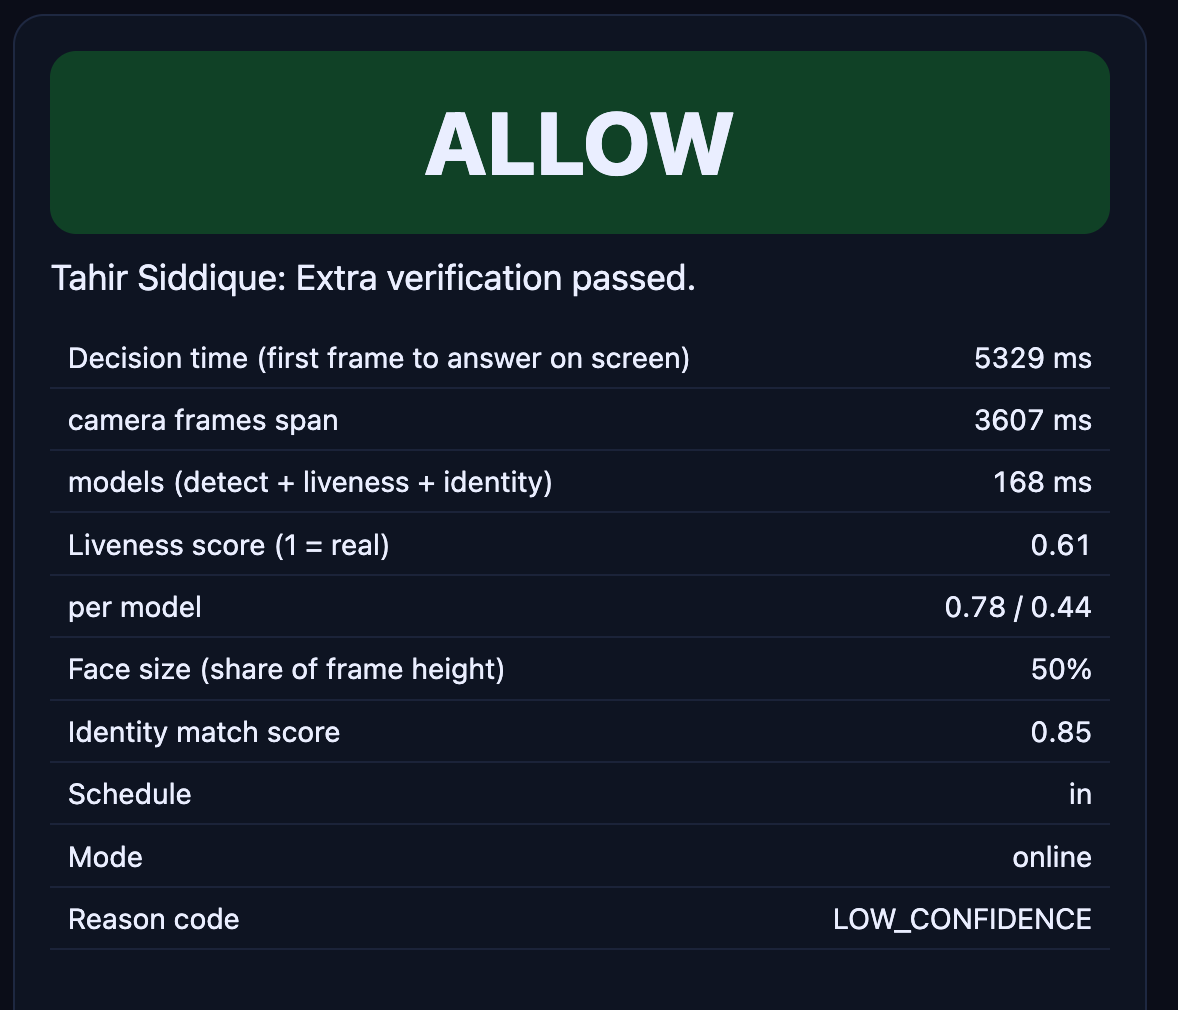 ALLOW
Tahir Siddique: Extra verification passed.
Decision time (first frame to answer on screen) 5329 ms
camera frames span 3607 ms
models (detect + liveness + identity) 168 ms
Liveness score (1 = real) 0.61
per model 0.78 / 0.44
Face size (share of frame height) 50%
Identity match score 0.85
Schedule in
Mode online
Reason code LOW_CONFIDENCE